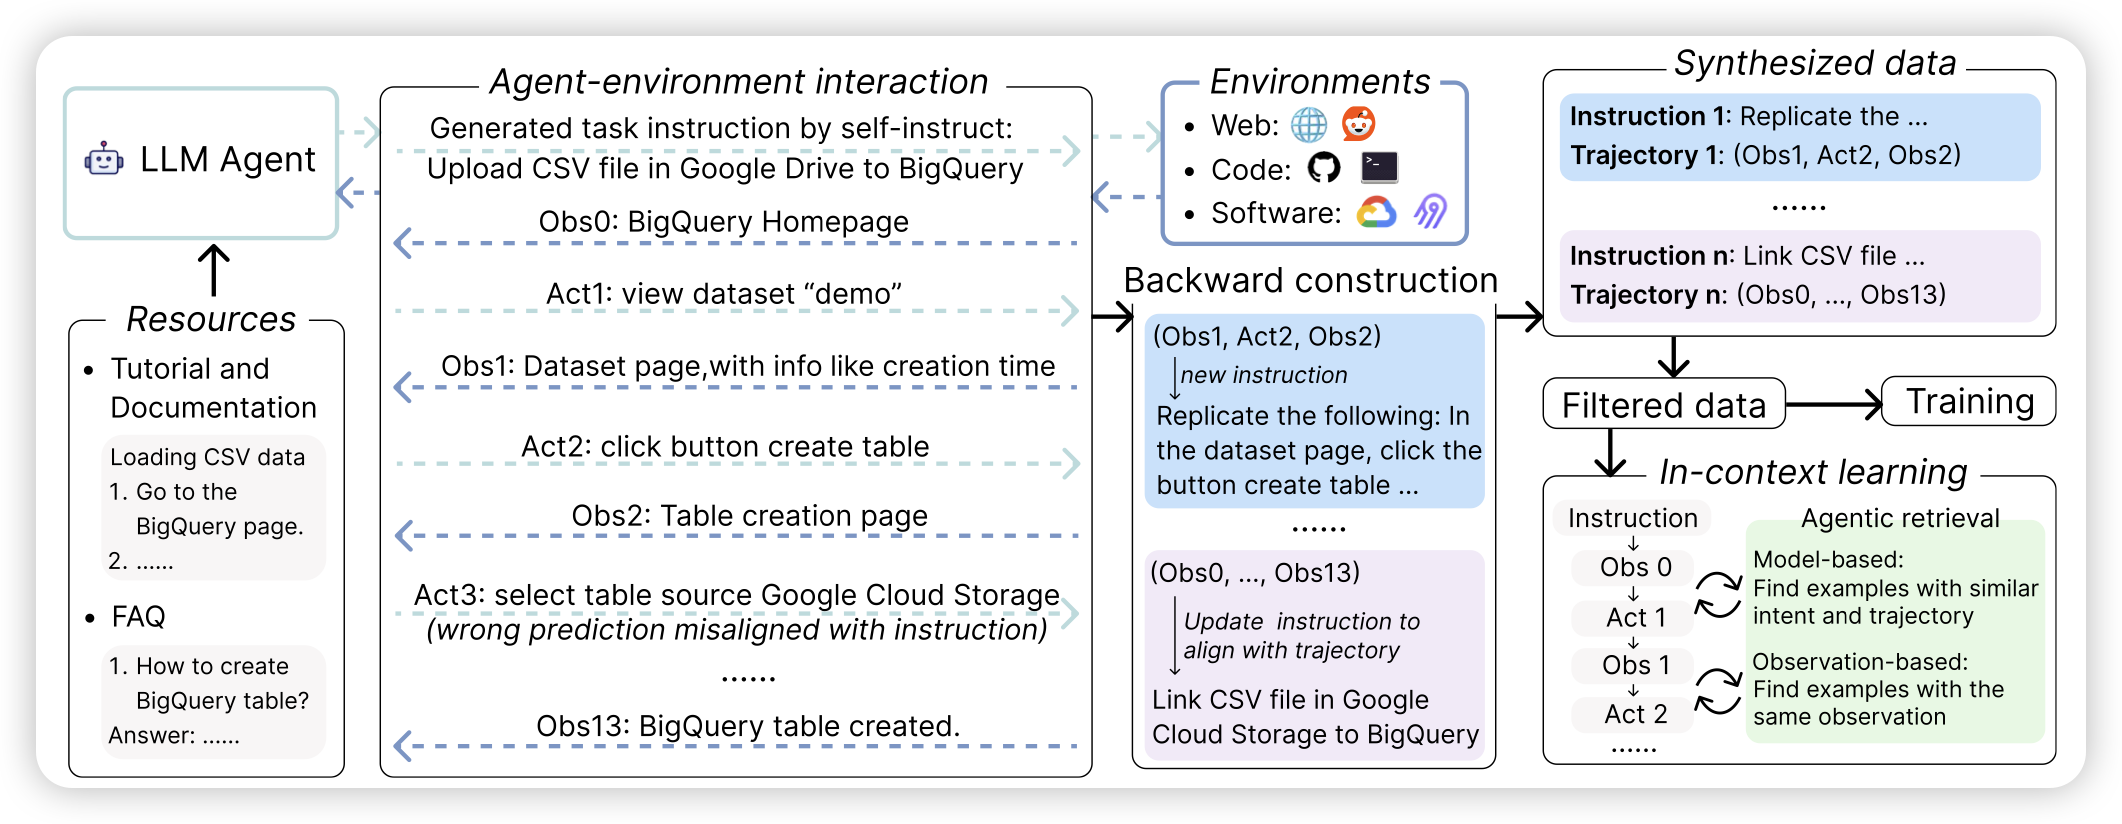 LLM Agent
Resources
• Tutorial and
Documentation
Loading CSV data
1. Go to the
BigQuery page.
2. ......
• FAQ
1. How to create
BigQuery table?
Answer: ......
Agent-environment interaction
Generated task instruction by self-instruct:
Upload CSV file in Google Drive to BigQuery
Obs0: BigQuery Homepage
Act1: view dataset “demo”
Obs1: Dataset page,with info like creation time
Act2: click button create table
Obs2: Table creation page
Act3: select table source Google Cloud Storage
(wrong prediction misaligned with instruction)
......
Obs13: BigQuery table created.
Environments
• Web:
• Code:
• Software:
Backward construction
(Obs1, Act2, Obs2)
new instruction
Replicate the following: In
the dataset page, click the
button create table ...
......
(Obs0, ..., Obs13)
Update instruction to
align with trajectory
Link CSV file in Google
Cloud Storage to BigQuery
Synthesized data
Instruction 1: Replicate the ...
Trajectory 1: (Obs1, Act2, Obs2)
......
Instruction n: Link CSV file ...
Trajectory n: (Obs0, ..., Obs13)
Filtered data
Training
In-context learning
Instruction
Obs 0
Act 1
Obs 1
Act 2
......
Agentic retrieval
Model-based:
Find examples with similar
intent and trajectory
Observation-based:
Find examples with the
same observation